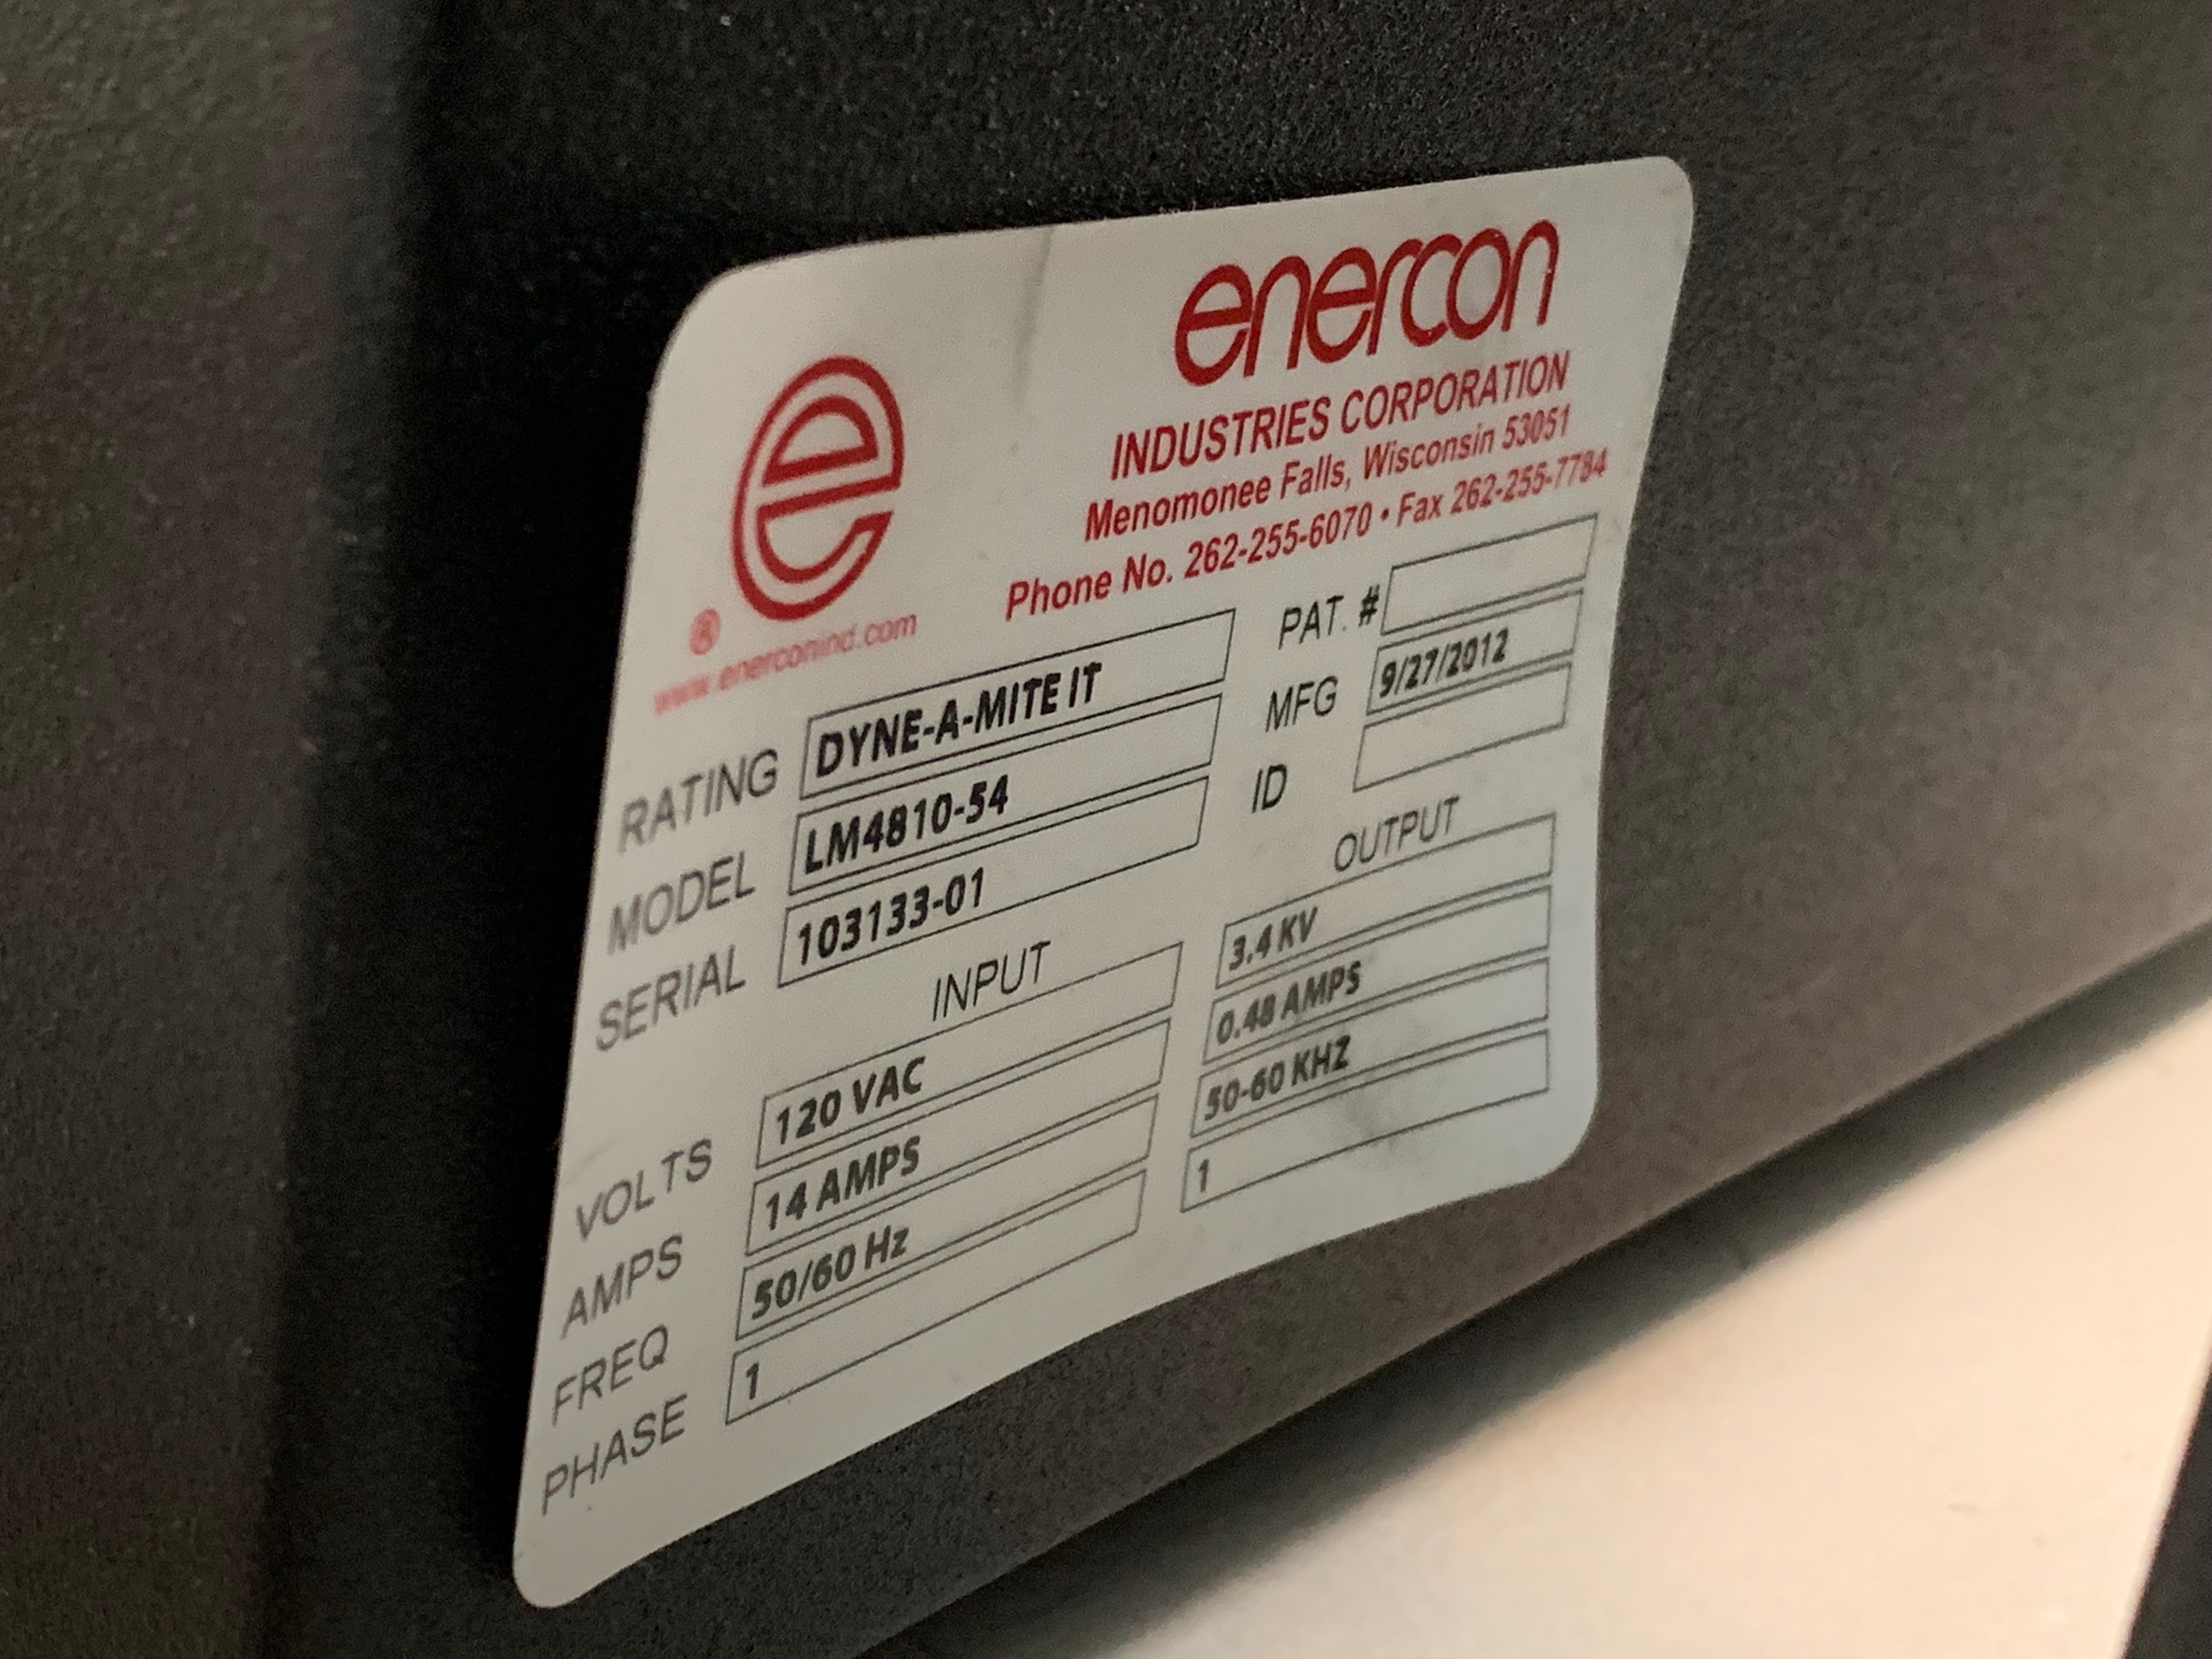 enercon
INDUSTRIES CORPORATION
Menomonee Falls, Wisconsin 53051
Phone No. 262-255-6070 • Fax 262-255-7784
e
®
www.enerconind.com
RATING DYNE-A-MITE IT PAT. #
MODEL LM4810-54 MFG 9/27/2012
SERIAL 103133-01 ID
INPUT OUTPUT
VOLTS 120 VAC 3.4 KV
AMPS 14 AMPS 0.48 AMPS
FREQ 50/60 Hz 50-60 KHZ
PHASE 1 1